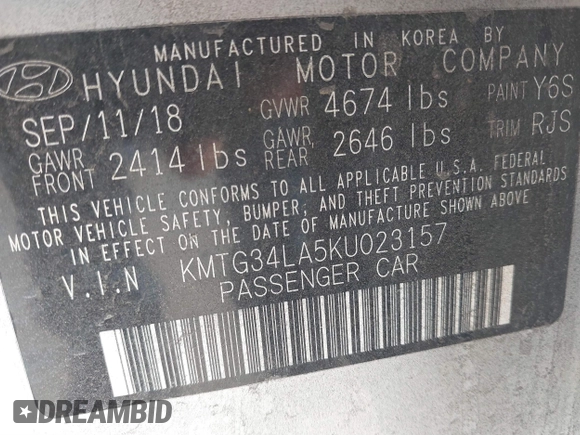 MANUFACTURED IN KOREA BY
HYUNDAI MOTOR COMPANY
SEP/11/18 GVWR 4674 lbs PAINT Y6S
GAWR FRONT 2414 lbs GAWR REAR 2646 lbs TRIM RJS
THIS VEHICLE CONFORMS TO ALL APPLICABLE U.S.A. FEDERAL
MOTOR VEHICLE SAFETY, BUMPER, AND THEFT PREVENTION STANDARDS
IN EFFECT ON THE DATE OF MANUFACTURE SHOWN ABOVE
V.I.N KMTG34LA5KU023157
PASSENGER CAR
DREAMBID